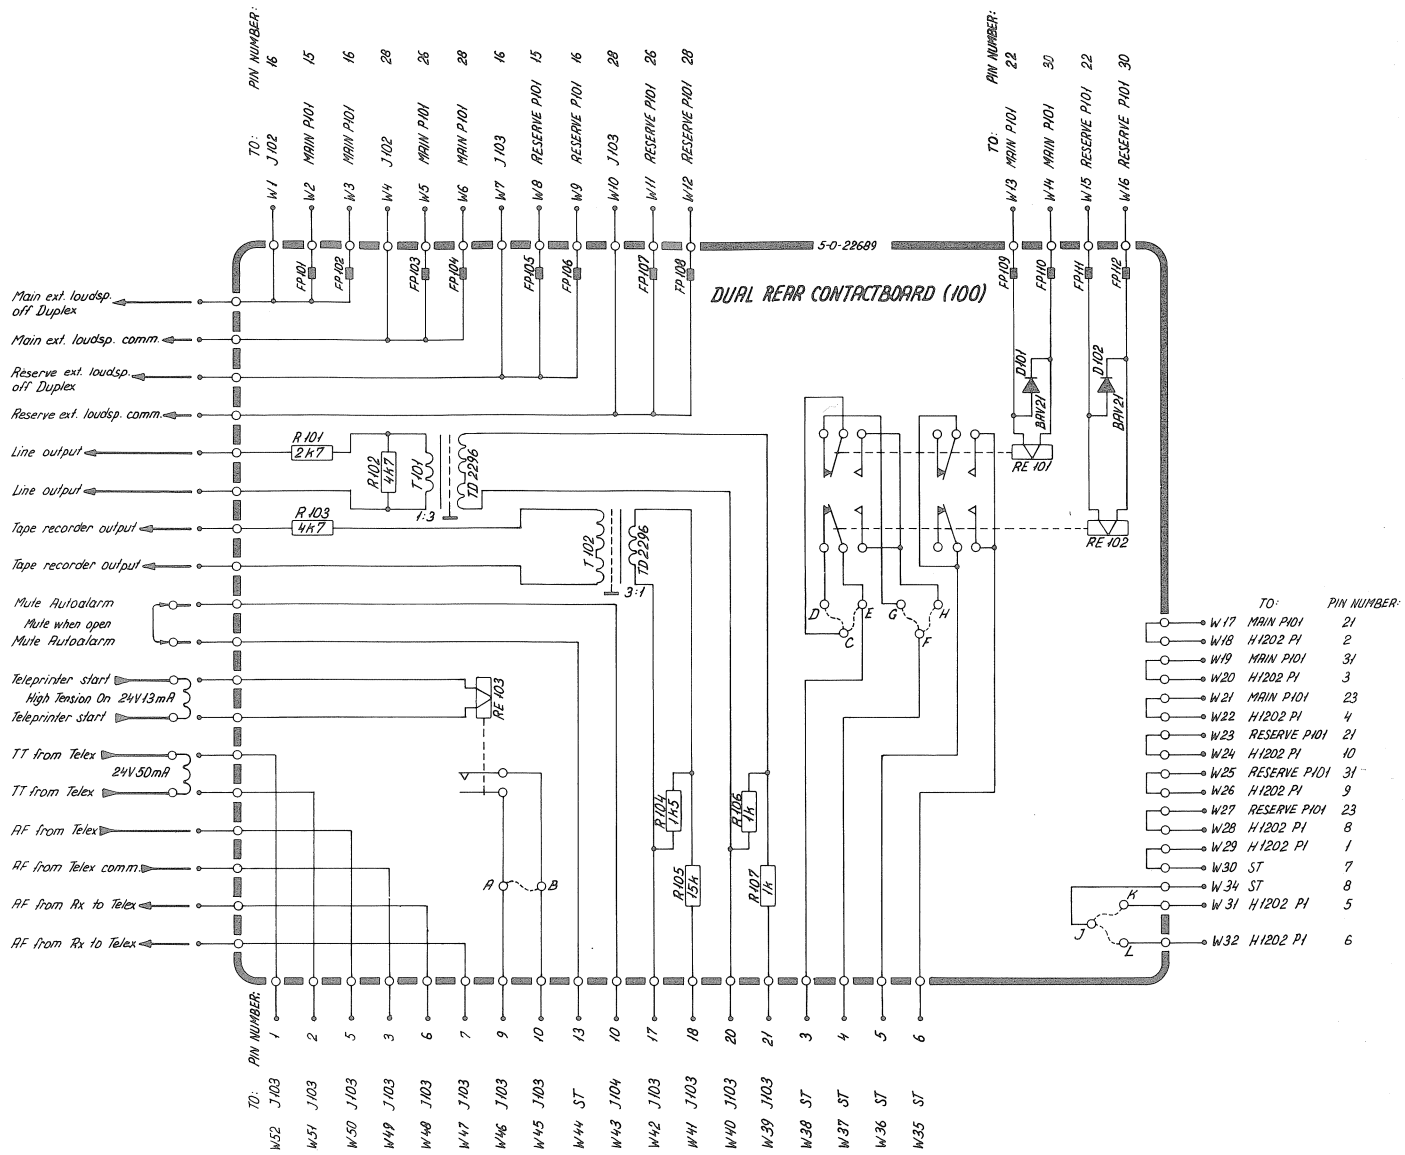 PIN NUMBER:
16
15
16
28
26
28
16
15
16
28
26
28
TO:
J102
MAIN P101
MAIN P101
J102
MAIN P101
MAIN P101
J103
RESERVE P101
RESERVE P101
J103
RESERVE P101
RESERVE P101
W1
W2
W3
W4
W5
W6
W7
W8
W9
W10
W11
W12
PIN NUMBER:
22
30
22
30
TO:
MAIN P101
MAIN P101
RESERVE P101
RESERVE P101
W13
W14
W15
W16
5-0-22689
DUAL REAR CONTACTBOARD (100)
FP101
FP102
FP103
FP104
FP105
FP106
FP107
FP108
FP109
FP110
FP111
FP112
D101
BAV21
D102
BAV21
RE 101
RE 102
Main ext. loudsp.
off Duplex
Main ext. loudsp. comm.
Reserve ext. loudsp.
off Duplex
Reserve ext. loudsp. comm.
Line output
Line output
Tape recorder output
Tape recorder output
Mute Autoalarm
Mute when open
Mute Autoalarm
Teleprinter start
High Tension On 24V13mA
Teleprinter start
TT from Telex
24V50mA
TT from Telex
AF from Telex
AF from Telex comm.
AF from Rx to Telex
AF from Rx to Telex
R101
2k7
R102
4k7
T101
1:3
TD2296
R103
4k7
T102
TD2296
3:1
RE 103
A
B
R104
1k5
R105
15k
R106
1k
R107
1k
D
E
C
G
H
F
K
J
L
TO:
PIN NUMBER:
W17 MAIN P101 21
W18 H1202 P1 2
W19 MAIN P101 31
W20 H1202 P1 3
W21 MAIN P101 23
W22 H1202 P1 4
W23 RESERVE P101 21
W24 H1202 P1 10
W25 RESERVE P101 31
W26 H1202 P1 9
W27 RESERVE P101 23
W28 H1202 P1 8
W29 H1202 P1 1
W30 ST 7
W34 ST 8
W31 H1202 P1 5
W32 H1202 P1 6
PIN NUMBER:
1
2
5
3
6
7
9
10
13
10
17
18
20
21
3
4
5
6
TO:
J103
J103
J103
J103
J103
J103
J103
J103
ST
J104
J103
J103
J103
J103
ST
ST
ST
ST
W52
W51
W50
W49
W48
W47
W46
W45
W44
W43
W42
W41
W40
W39
W38
W37
W36
W35